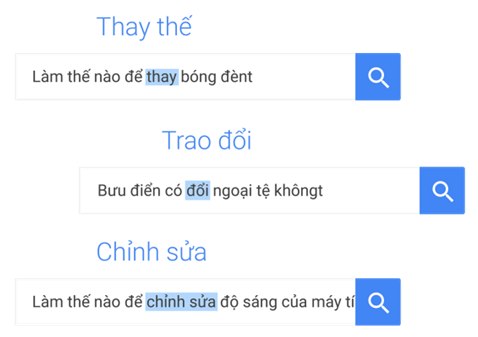 Thay thế
Làm thế nào để thay bóng đènt
Trao đổi
Bưu điển có đổi ngoại tệ khôngt
Chỉnh sửa
Làm thế nào để chỉnh sửa độ sáng của máy tí